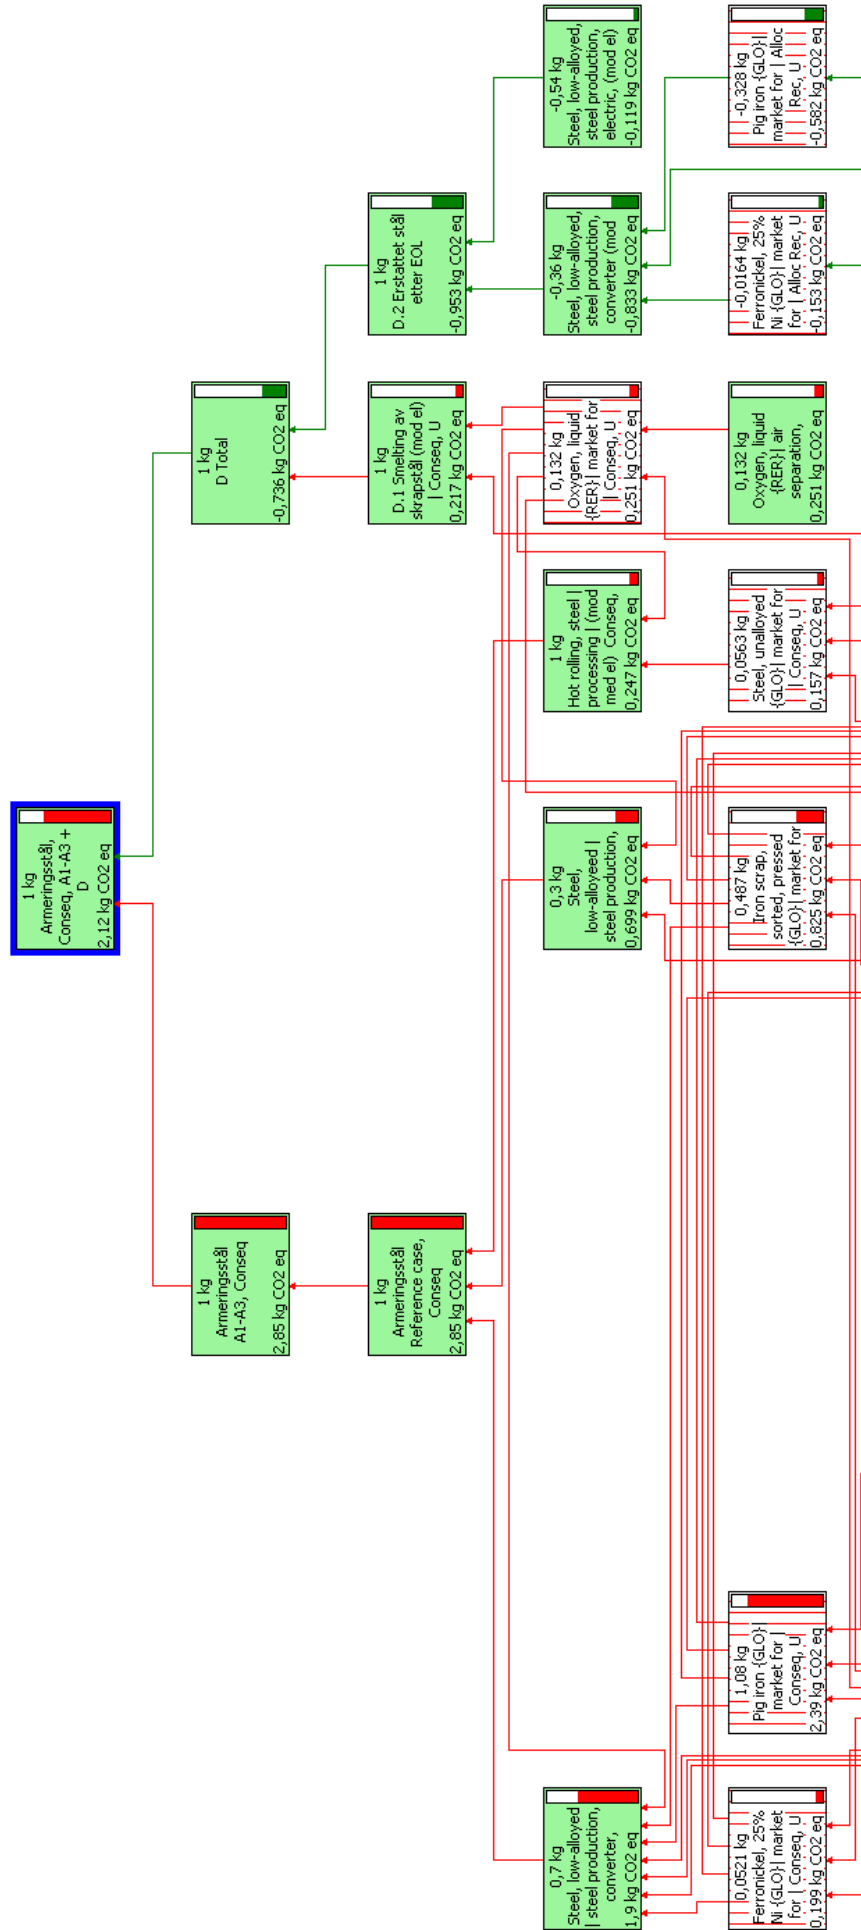 1 kg
Armeringsstål,
Conseq, A1-A3 +
D
2,12 kg CO2 eq
1 kg
Armeringsstål
A1-A3, Conseq
2,85 kg CO2 eq
1 kg
D Total
-0,736 kg CO2 eq
1 kg
Armeringsstål
Reference case,
Conseq
2,85 kg CO2 eq
1 kg
D.1 Smelting av
skrapstål (mod el)
| Conseq, U
0,217 kg CO2 eq
1 kg
D.2 Erstattet stål
etter EOL
-0,953 kg CO2 eq
0,7 kg
Steel, low-alloyed
| steel production,
converter,
1,9 kg CO2 eq
0,3 kg
Steel,
low-alloyeed |
steel production,
0,699 kg CO2 eq
1 kg
Hot rolling, steel |
processing | (mod
med el) Conseq,
0,247 kg CO2 eq
0,132 kg
Oxygen, liquid
{RER}| market for
| Conseq, U
0,251 kg CO2 eq
-0,36 kg
Steel, low-alloyed,
steel production,
converter (mod
-0,833 kg CO2 eq
-0,54 kg
Steel, low-alloyed,
steel production,
electric, (mod el)
-0,119 kg CO2 eq
0,0521 kg
Ferronickel, 25%
Ni {GLO}| market
for | Conseq, U
0,199 kg CO2 eq
1,08 kg
Pig iron {GLO}|
market for |
Conseq, U
2,39 kg CO2 eq
0,487 kg
Iron scrap,
sorted, pressed
{GLO}| market for
0,825 kg CO2 eq
0,0563 kg
Steel, unalloyed
{GLO}| market for
| Conseq, U
0,157 kg CO2 eq
0,132 kg
Oxygen, liquid
{RER}| air
separation,
0,251 kg CO2 eq
-0,0164 kg
Ferronickel, 25%
Ni {GLO}| market
for | Alloc Rec, U
-0,153 kg CO2 eq
-0,328 kg
Pig iron {GLO}|
market for | Alloc
Rec, U
-0,582 kg CO2 eq